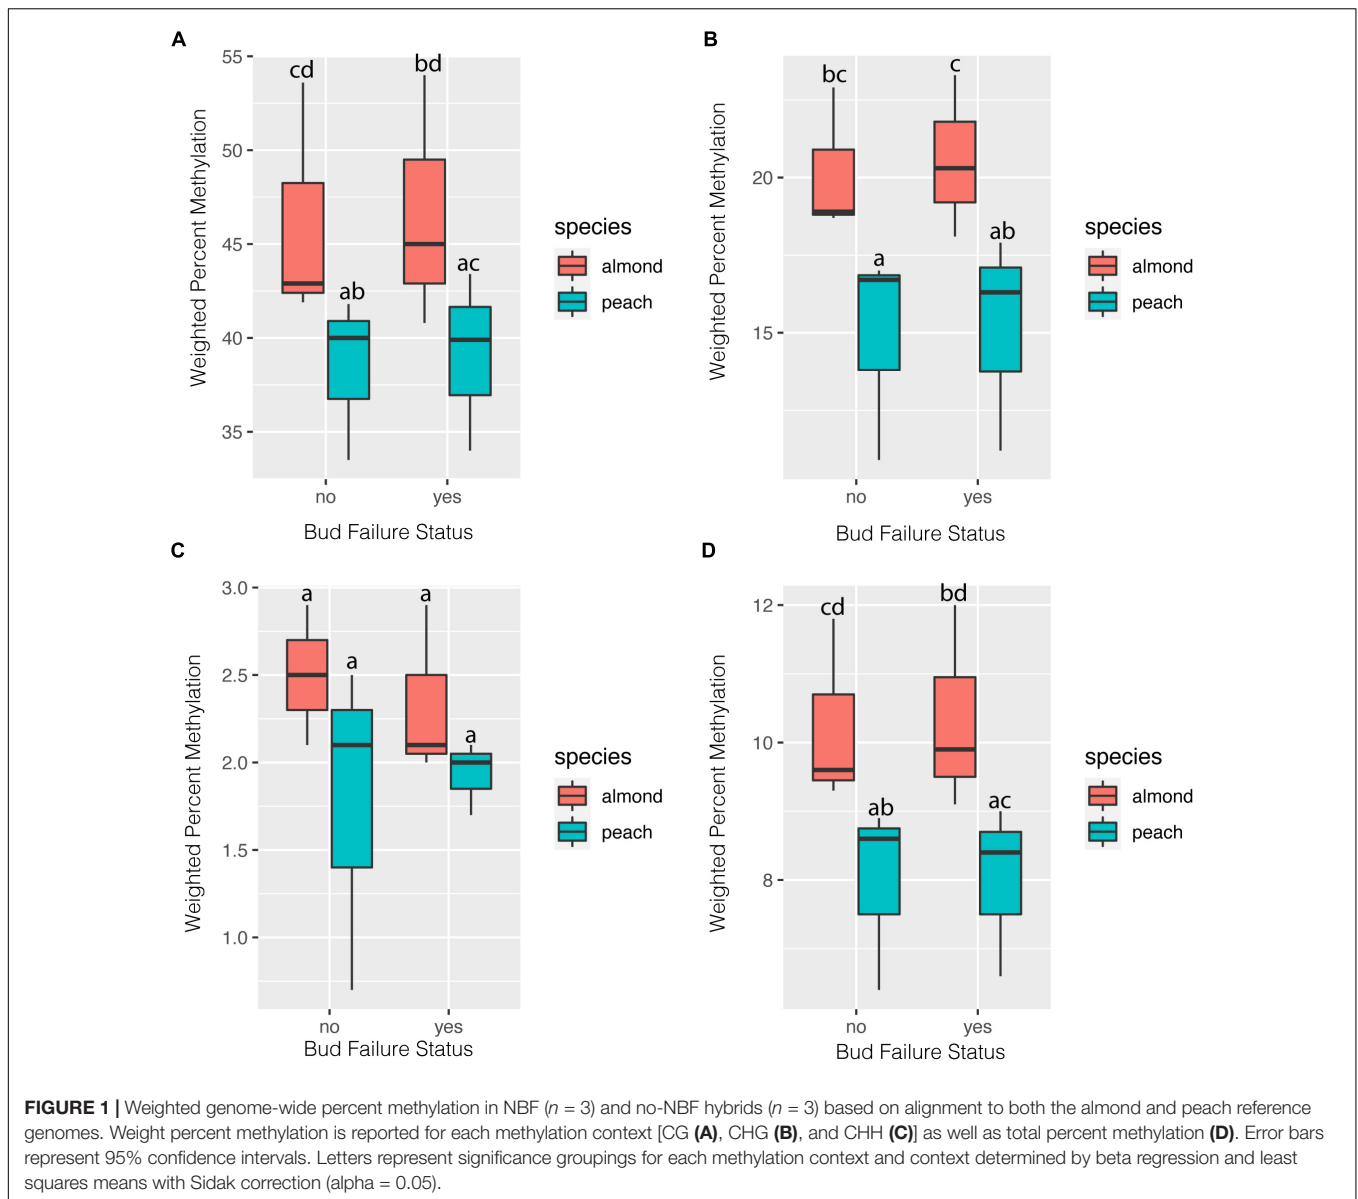 A
55
50
45
40
35
Weighted Percent Methylation
cd
ab
bd
ac
no
yes
Bud Failure Status
species
almond
peach
B
20
15
Weighted Percent Methylation
bc
a
c
ab
no
yes
Bud Failure Status
species
almond
peach
C
3.0
2.5
2.0
1.5
1.0
Weighted Percent Methylation
a
a
a
a
no
yes
Bud Failure Status
species
almond
peach
D
12
10
8
Weighted Percent Methylation
cd
ab
bd
ac
no
yes
Bud Failure Status
species
almond
peach
FIGURE 1 | Weighted genome-wide percent methylation in NBF (n = 3) and no-NBF hybrids (n = 3) based on alignment to both the almond and peach reference
genomes. Weight percent methylation is reported for each methylation context [CG (A), CHG (B), and CHH (C)] as well as total percent methylation (D). Error bars
represent 95% confidence intervals. Letters represent significance groupings for each methylation context and context determined by beta regression and least
squares means with Sidak correction (alpha = 0.05).